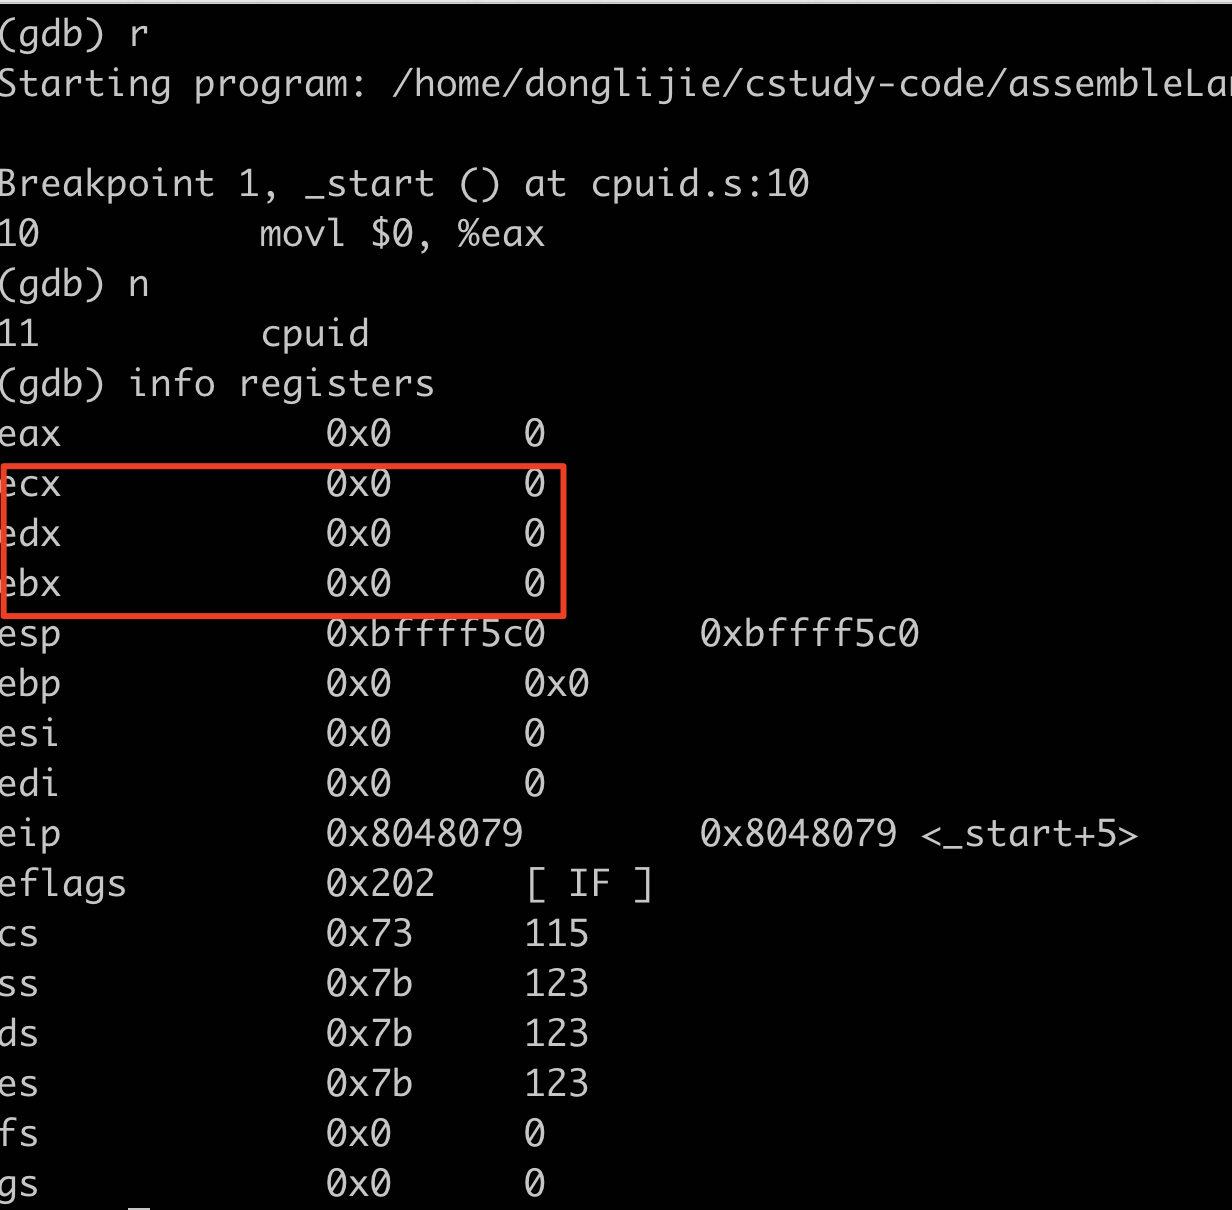 (gdb) r
Starting program: /home/donglijie/cstudy-code/assembleLa
Breakpoint 1, _start () at cpuid.s:10
10 movl $0, %eax
(gdb) n
11 cpuid
(gdb) info registers
eax 0x0 0
ecx 0x0 0
edx 0x0 0
ebx 0x0 0
esp 0xbffff5c0 0xbffff5c0
ebp 0x0 0x0
esi 0x0 0
edi 0x0 0
eip 0x8048079 0x8048079 <_start+5>
eflags 0x202 [ IF ]
cs 0x73 115
ss 0x7b 123
ds 0x7b 123
es 0x7b 123
fs 0x0 0
gs 0x0 0